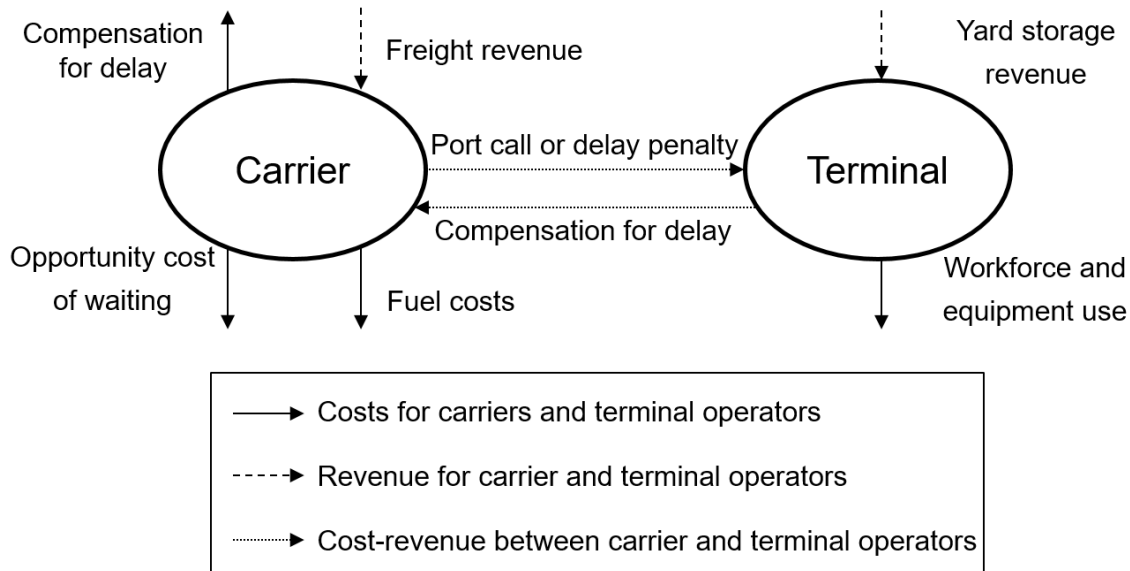 Compensation
for delay
Freight revenue
Yard storage
revenue
Carrier
Port call or delay penalty
Terminal
Compensation for delay
Opportunity cost
of waiting
Fuel costs
Workforce and
equipment use
Costs for carriers and terminal operators
Revenue for carrier and terminal operators
Cost-revenue between carrier and terminal operators